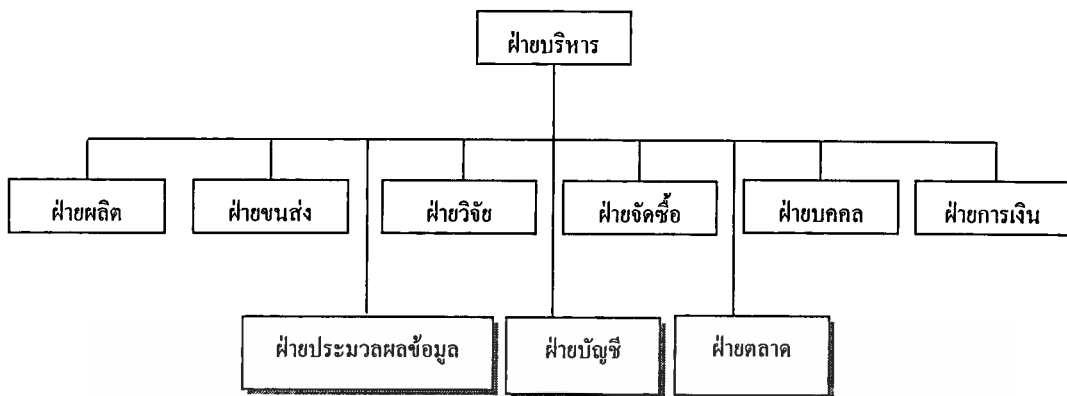 ฝ่ายบริหาร
ฝ่ายผลิต
ฝ่ายขนส่ง
ฝ่ายวิจัย
ฝ่ายจัดซื้อ
ฝ่ายบคคล
ฝ่ายการเงิน
ฝ่ายประมวลผลข้อมูล
ฝ่ายบัญชี
ฝ่ายตลาด